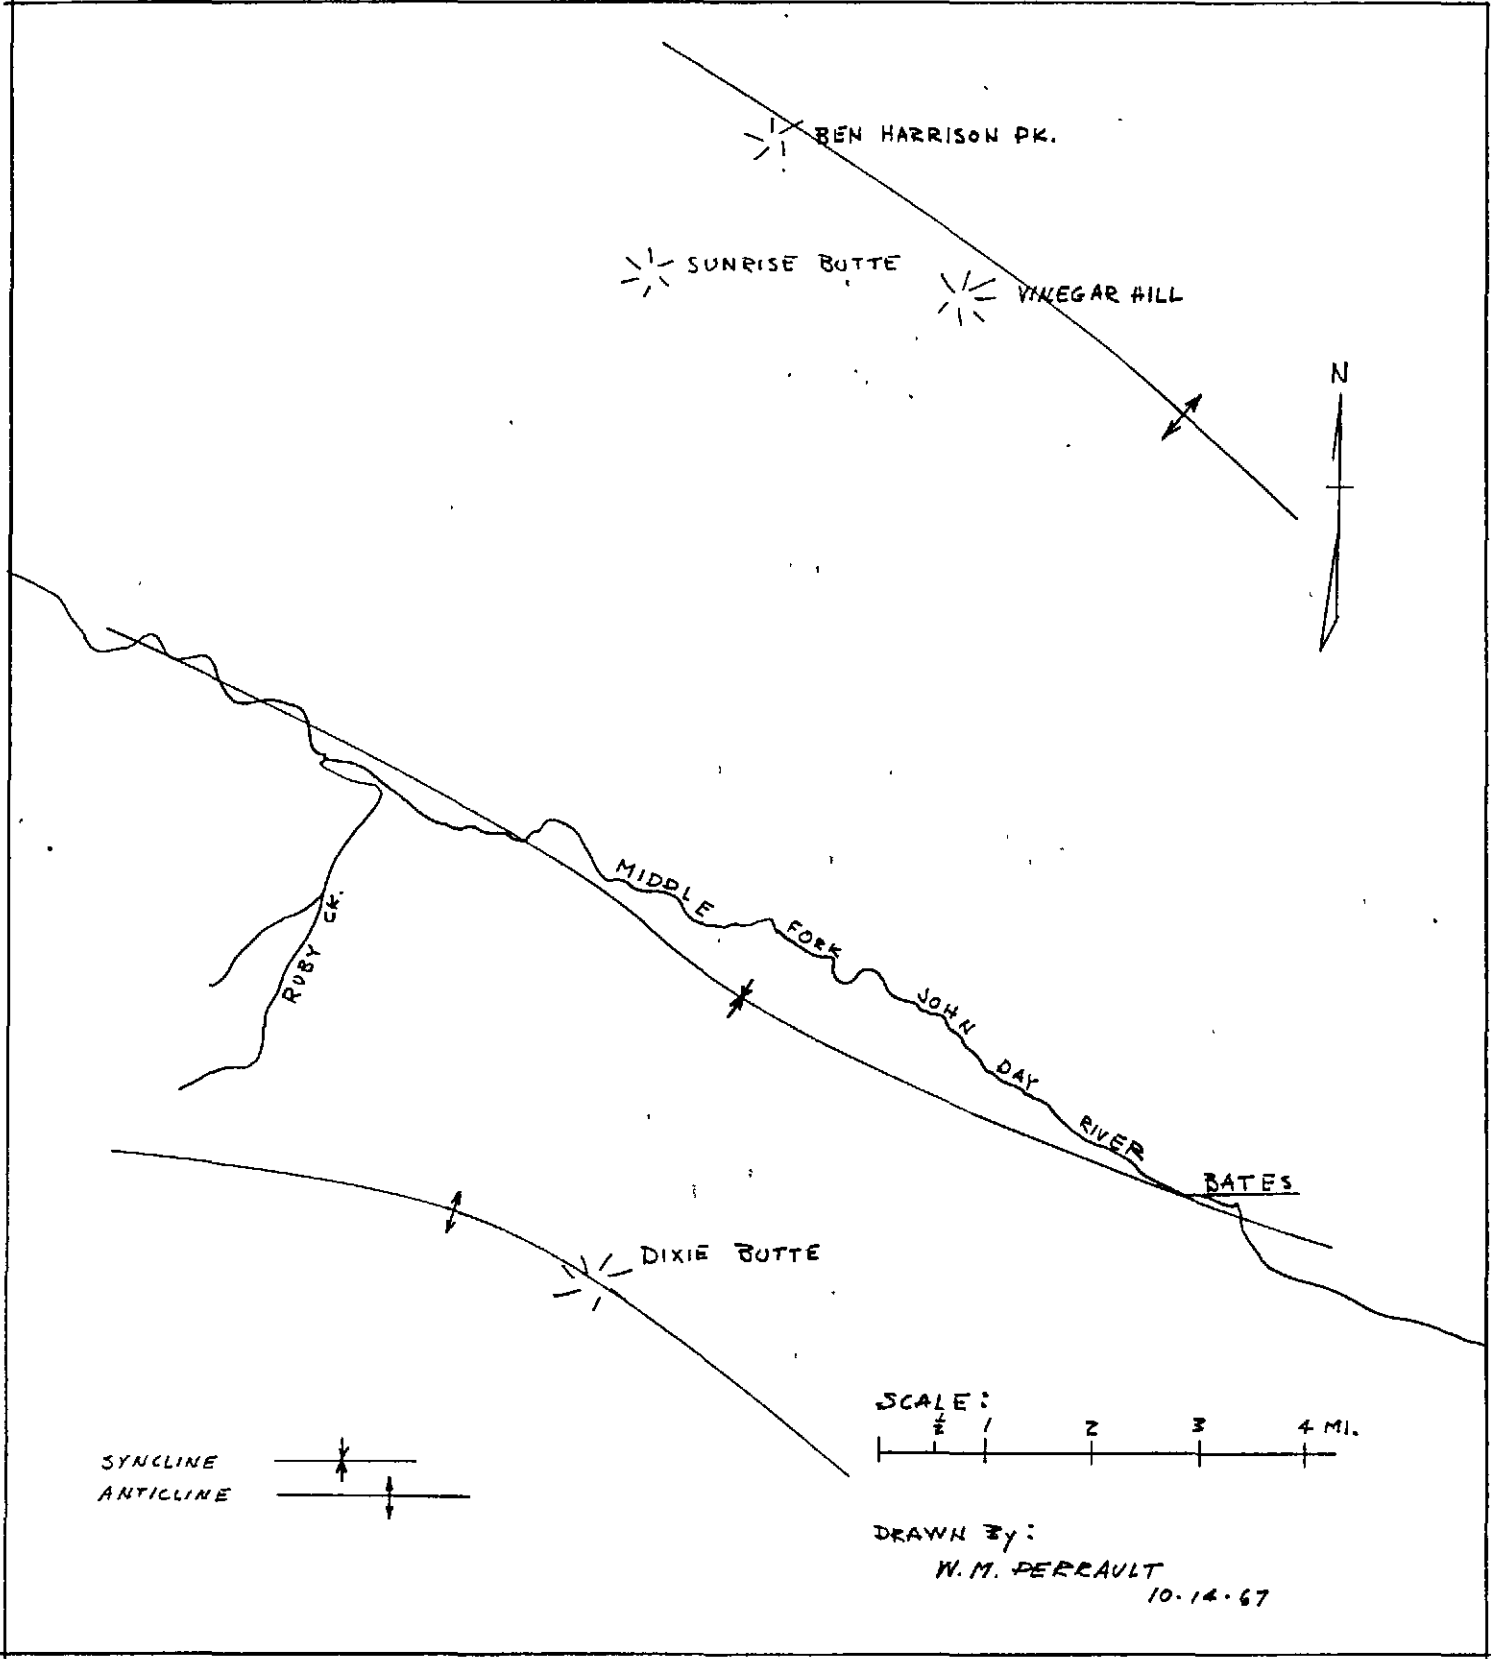 BEN HARRISON PK.
SUNRISE BUTTE
VINEGAR HILL
N
MIDDLE FORK JOHN DAY RIVER
RUBY CK.
BATES
DIXIE BUTTE
SCALE:
1/2 1 2 3 4 MI.
SYNCLINE
ANTICLINE
DRAWN By:
W.M. PERRAULT
10.14.67